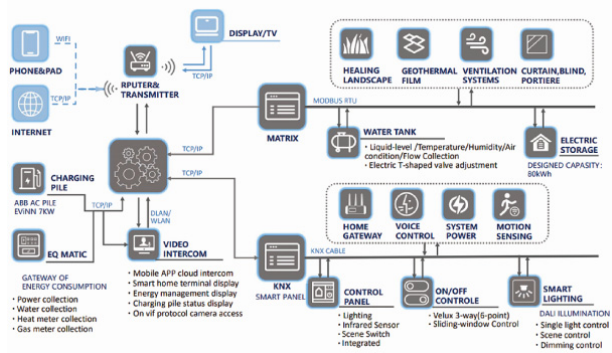 WIFI
PHONE&PAD
TCP/IP
INTERNET
RPUTER&
TRANSMITTER
DISPLAY/TV
TCP/IP
HEALING
LANDSCAPE
GEOTHERMAL
FILM
VENTILATION
SYSTEMS
CURTAIN,BLIND,
PORTIERE
MODBUS RTU
MATRIX
TCP/IP
TCP/IP
WATER TANK
• Liquid-level /Temperature/Humidity/Air
condition/Flow Collection
• Electric T-shaped valve adjustment
ELECTRIC
STORAGE
DESIGNED CAPACITY:
60kWh
CHARGING
PILE
ABB AC PILE
EViNN 7KW
TCP/IP
DLAN/
WLAN
EQ MATIC
GATEWAY OF
ENERGY CONSUMPTION
• Power collection
• Water collection
• Heat meter collection
• Gas meter collection
VIDEO
INTERCOM
• Mobile APP cloud intercom
• Smart home terminal display
• Energy management display
• Charging pile status display
• On vif protocol camera access
HOME
GATEWAY
VOICE
CONTROL
SYSTEM
POWER
MOTION
SENSING
KNX CABLE
KNX
SMART PANEL
CONTROL
PANEL
• Lighting
• Infrared Sensor
• Scene Switch
• Integrated
ON/OFF
CONTROLE
• Velux 3-way(6-point)
• Sliding-window Control
SMART
LIGHTING
DALI ILLUMINATION
• Single light control
• Scene control
• Dimming control